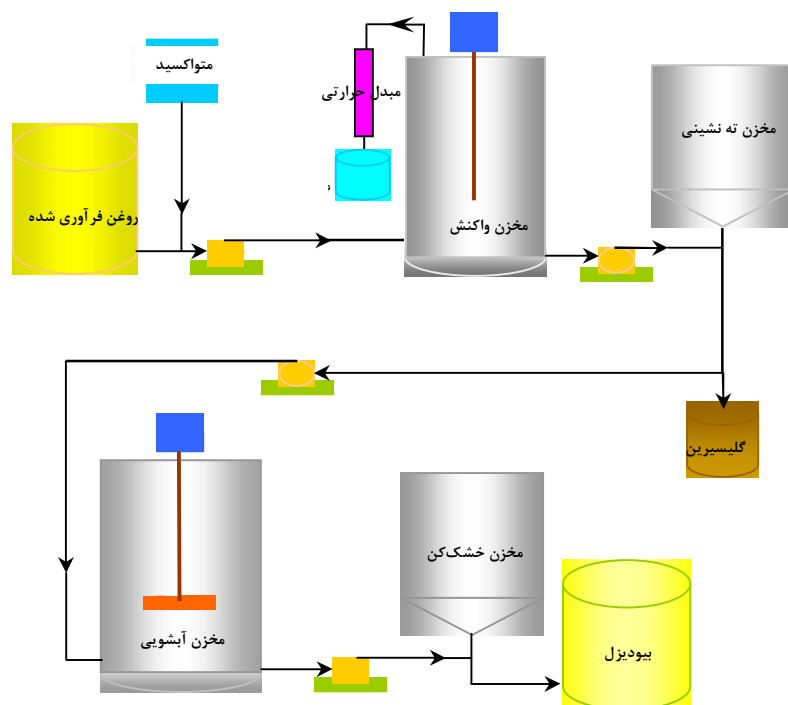 متواکسید
مبدل حرارتی
مخزن ته نشینی
روغن فرآوری شده
مخزن واکنش
گلیسیرین
مخزن خشک‌کن
مخزن آبشویی
بیودیزل